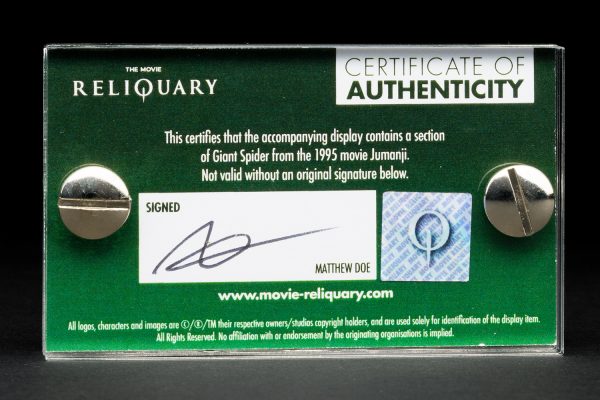 THE MOVIE
RELIQUARY
CERTIFICATE OF
AUTHENTICITY
This certifies that the accompanying display contains a section
of Giant Spider from the 1995 movie Jumanji.
Not valid without an original signature below.
SIGNED
MATTHEW DOE
Q
www.movie-reliquary.com
All logos, characters and images are ©/®/TM their respective owners/studios copyright holders, and are used solely for identification of the display item.
All Rights Reserved. No affiliation with or endorsement by the originating organisations is implied.